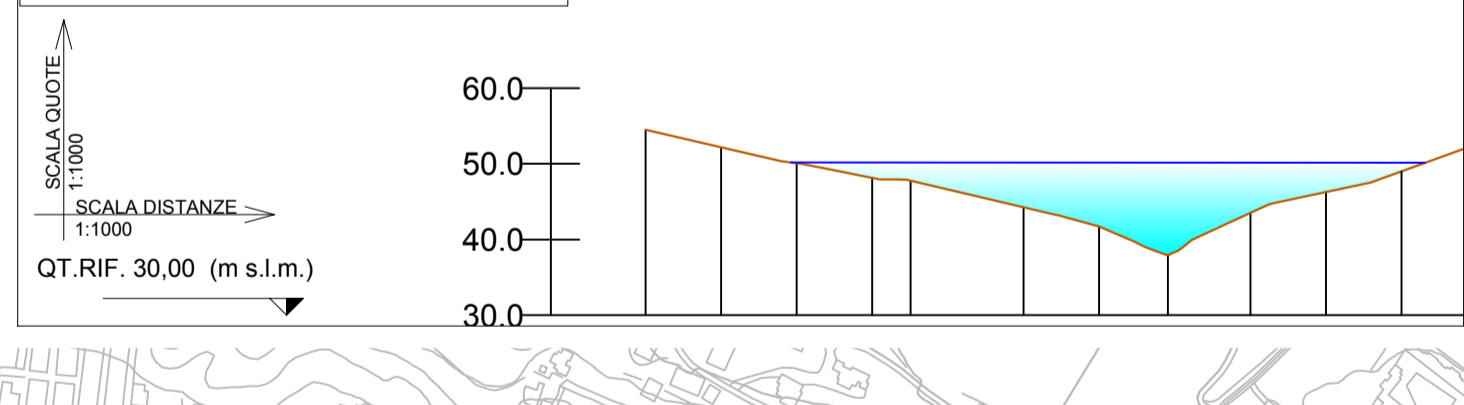 SCALA QUOTE
1:1000
SCALA DISTANZE
1:1000
QT.RIF. 30,00 (m s.l.m.)
60.0
50.0
40.0
30.0